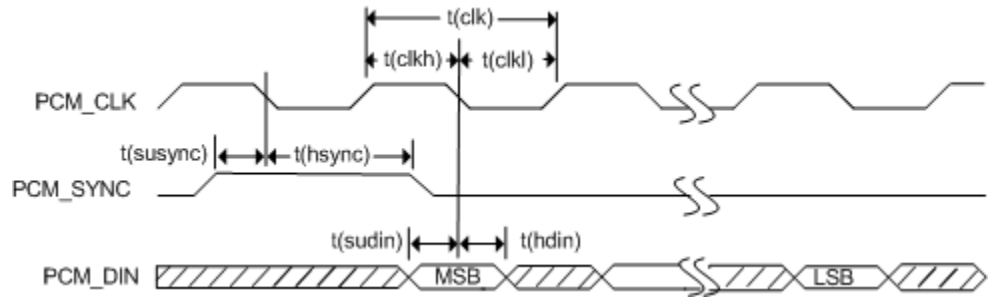 t(clk)
t(clkh) t(clkl)
PCM_CLK
t(susync) t(hsync)
PCM_SYNC
t(sudin) t(hdin)
PCM_DIN MSB LSB